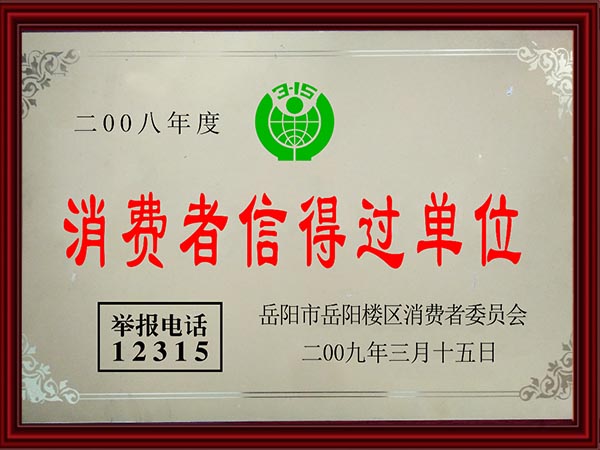 3·15
二00八年度
消费者信得过单位
举报电话
12315
岳阳市岳阳楼区消费者委员会
二00九年三月十五日